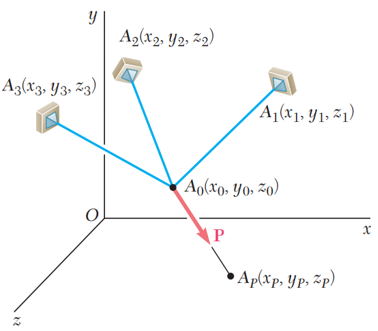 y
A₂(x₂, y₂, z₂)
A₃(x₃, y₃, z₃)
A₁(x₁, y₁, z₁)
A₀(x₀, y₀, z₀)
O
P
x
Aₚ(xₚ, yₚ, zₚ)
z